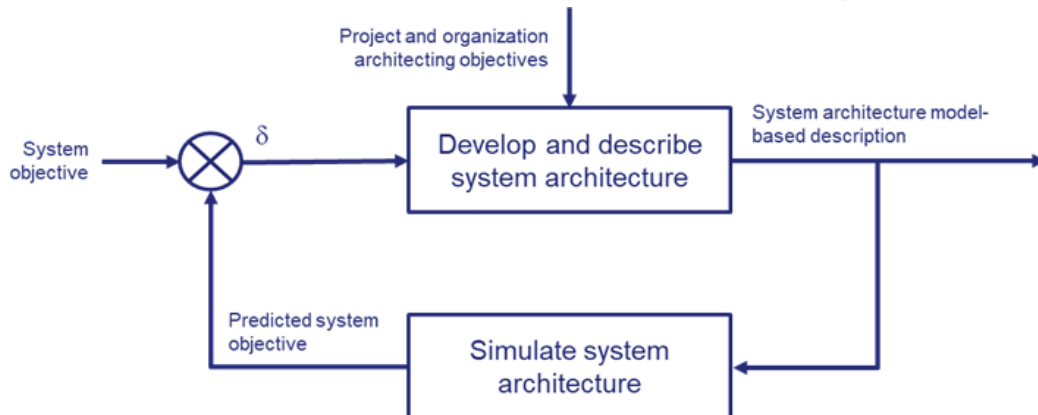 Project and organization
architecting objectives
System
objective
δ
Develop and describe
system architecture
System architecture model-
based description
Predicted system
objective
Simulate system
architecture